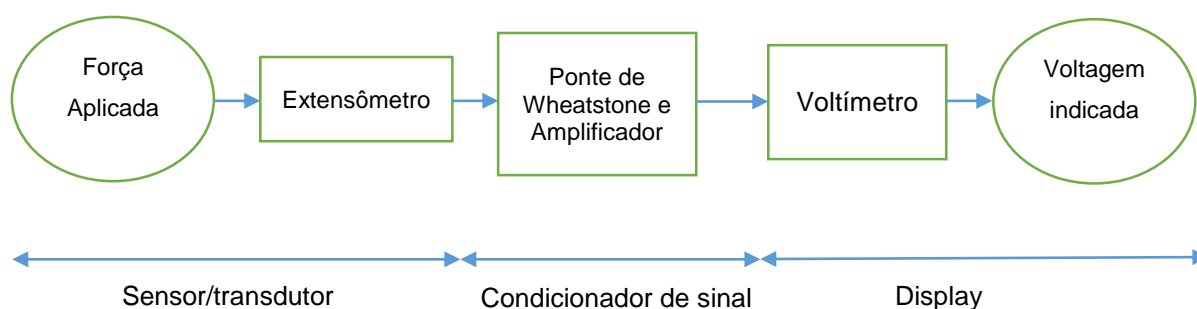 Força
Aplicada
Extensômetro
Ponte de
Wheatstone e
Amplificador
Voltímetro
Voltagem
indicada
Sensor/transdutor
Condicionador de sinal
Display